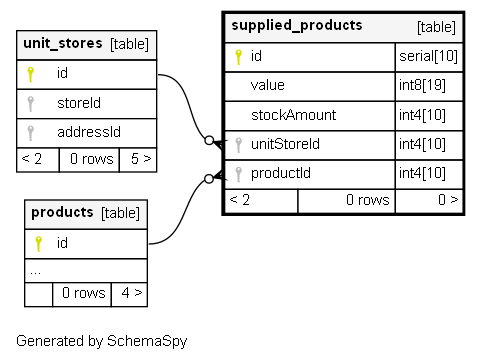 unit_stores [table]
id
storeId
addressId
< 2 0 rows 5 >
products [table]
id
...
0 rows 4 >
supplied_products [table]
id serial[10]
value int8[19]
stockAmount int4[10]
unitStoreId int4[10]
productId int4[10]
< 2 0 rows 0 >
Generated by SchemaSpy